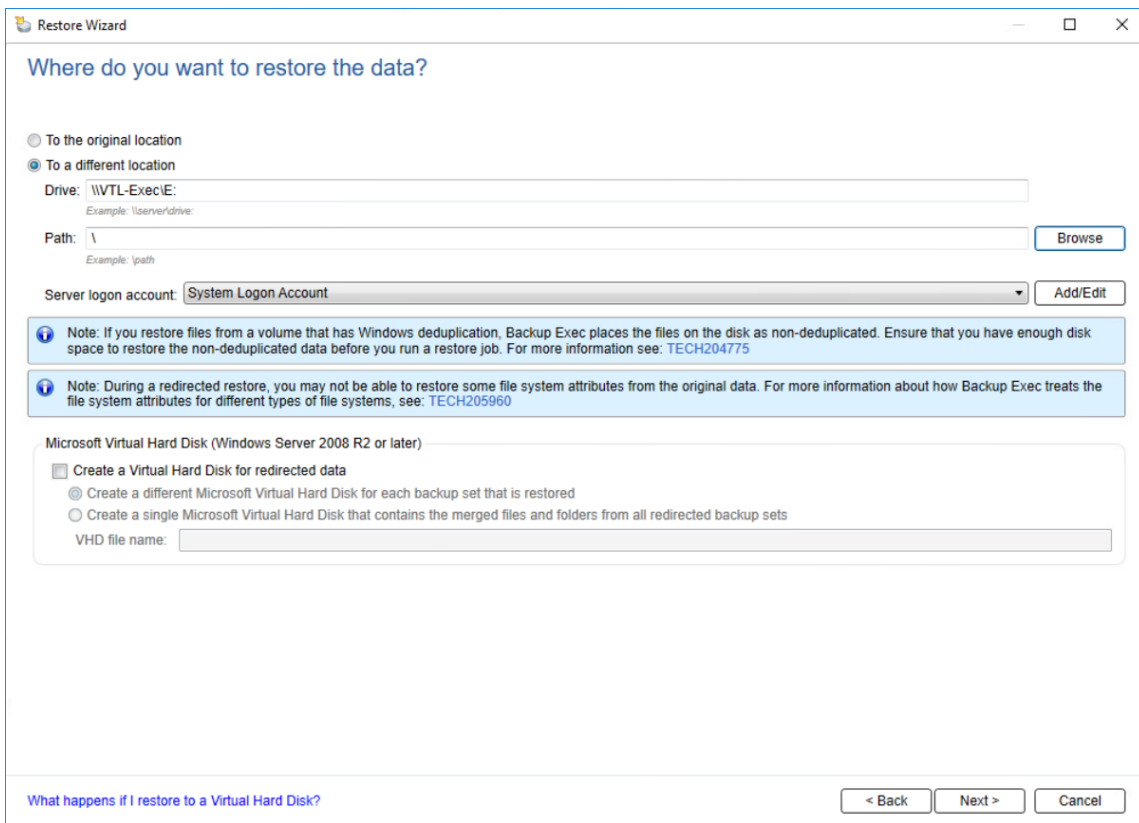 Restore Wizard
Where do you want to restore the data?
To the original location
To a different location
Drive: \\VTL-Exec\E:
Example: \\server\drive:
Path: \ Browse
Example: \path
Server logon account: System Logon Account Add/Edit
Note: If you restore files from a volume that has Windows deduplication, Backup Exec places the files on the disk as non-deduplicated. Ensure that you have enough disk
space to restore the non-deduplicated data before you run a restore job. For more information see: TECH204775
Note: During a redirected restore, you may not be able to restore some file system attributes from the original data. For more information about how Backup Exec treats the
file system attributes for different types of file systems, see: TECH205960
Microsoft Virtual Hard Disk (Windows Server 2008 R2 or later)
Create a Virtual Hard Disk for redirected data
Create a different Microsoft Virtual Hard Disk for each backup set that is restored
Create a single Microsoft Virtual Hard Disk that contains the merged files and folders from all redirected backup sets
VHD file name:
What happens if I restore to a Virtual Hard Disk? < Back Next > Cancel